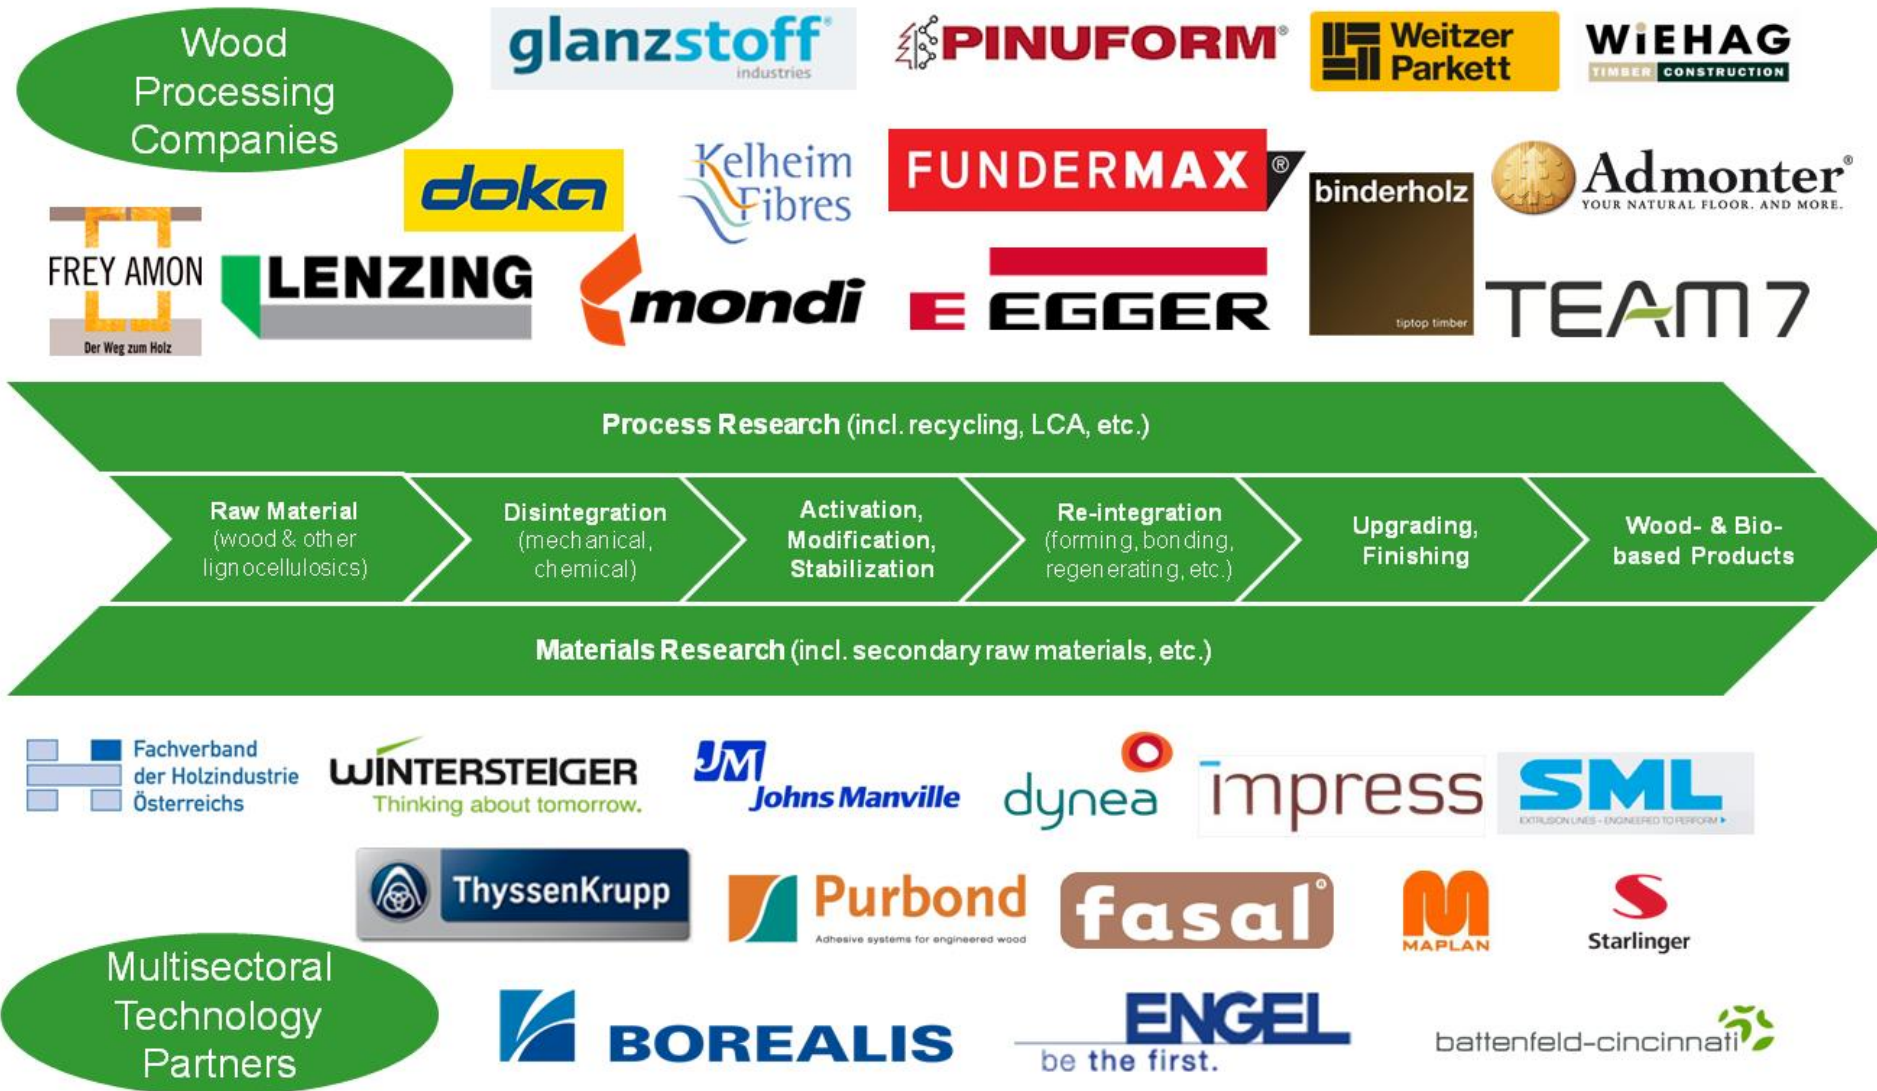 Wood
Processing
Companies
glanzstoff®
industries
PINUFORM®
Weitzer
Parkett
WiEHAG
TIMBER CONSTRUCTION
doka
Kelheim
Fibres
FUNDERMAX®
binderholz
tiptop timber
Admonter®
YOUR NATURAL FLOOR. AND MORE.
FREY AMON
Der Weg zum Holz
LENZING
mondi
E EGGER
TEAM 7
Process Research (incl. recycling, LCA, etc.)
Raw Material
(wood & other
lignocellulosics)
Disintegration
(mechanical,
chemical)
Activation,
Modification,
Stabilization
Re-integration
(forming, bonding,
regenerating, etc.)
Upgrading,
Finishing
Wood- & Bio-
based Products
Materials Research (incl. secondary raw materials, etc.)
Fachverband
der Holzindustrie
Österreichs
WINTERSTEIGER
Thinking about tomorrow.
JM
Johns Manville
dynea
impress
SML
EXTRUSION LINES – ENGINEERED TO PERFORM
ThyssenKrupp
Purbond
Adhesive systems for engineered wood
fasal®
MAPLAN
Starlinger
Multisectoral
Technology
Partners
BOREALIS
ENGEL
be the first.
battenfeld-cincinnati